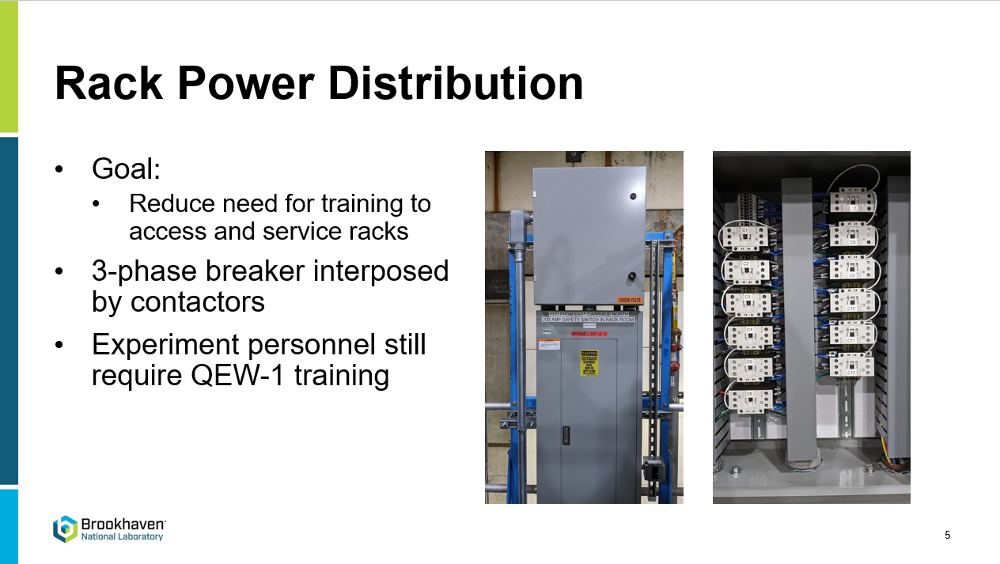 Rack Power Distribution
• Goal:
• Reduce need for training to
access and service racks
• 3-phase breaker interposed
by contactors
• Experiment personnel still
require QEW-1 training
120/208 VOLTS
FED FROM EAST CARRIAGE NORTH
200 AMP SAFETY SWITCH IN RACK ROOM
#PANEL DP-2-1
CAUTION
C1
C2
C3
C4
C5
C6
C7
C8
C9
C10
C11
C12
Brookhaven™
National Laboratory
5